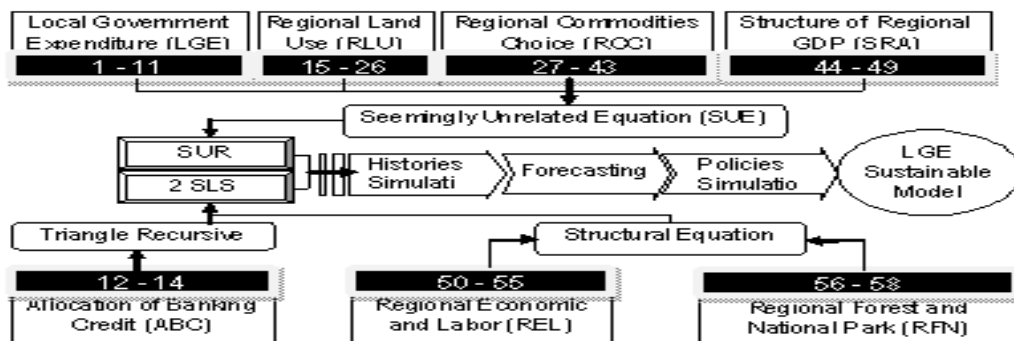 Local Government
Expenditure (LGE)
1 - 11
Regional Land
Use (RLU)
15 - 26
Regional Commodities
Choice (RCC)
27 - 43
Structure of Regional
GDP (SRA)
44 - 49
Seemingly Unrelated Equation (SUE)
SUR
2 SLS
Histories
Simulati
Forecasting
Policies
Simulatio
LGE
Sustainable
Model
Triangle Recursive
Structural Equation
12 - 14
Allocation of Banking
Credit (ABC)
50 - 55
Regional Economic
and Labor (REL)
56 - 58
Regional Forest and
National Park (RFN)